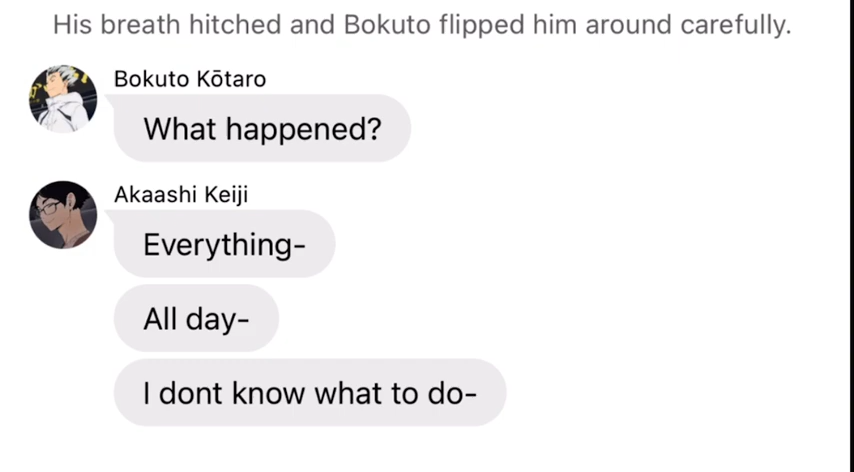 His breath hitched and Bokuto flipped him around carefully.
Bokuto Kōtaro
What happened?
Akaashi Keiji
Everything-
All day-
I dont know what to do-